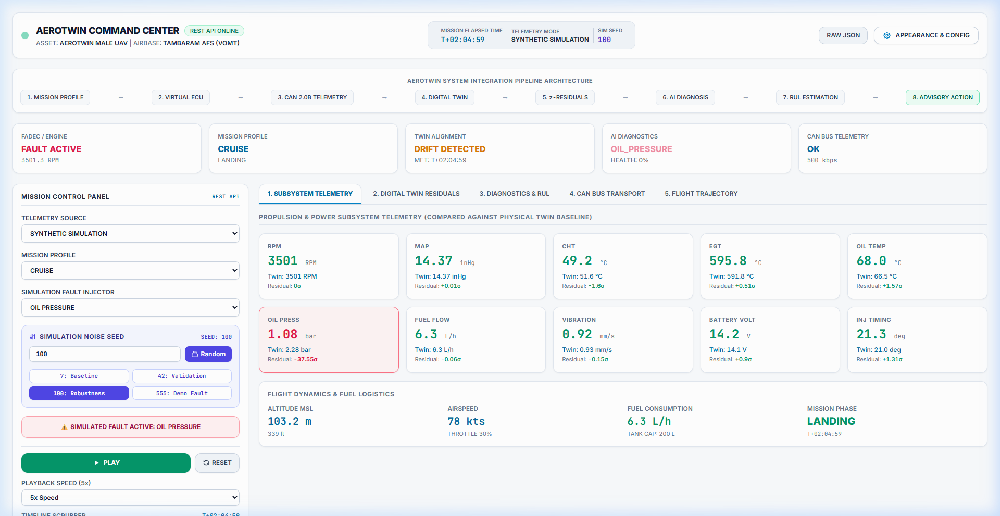 AEROTWIN COMMAND CENTER
REST API ONLINE
ASSET: AEROTWIN MALE UAV | AIRBASE: TAMBARAM AFS (VOMT)
MISSION ELAPSED TIME
T+02:04:59
TELEMETRY MODE
SYNTHETIC SIMULATION
SIM SEED
100
RAW JSON
APPEARANCE & CONFIG
AEROTWIN SYSTEM INTEGRATION PIPELINE ARCHITECTURE
1. MISSION PROFILE → 2. VIRTUAL ECU → 3. CAN 2.0B TELEMETRY → 4. DIGITAL TWIN → 5. z-RESIDUALS → 6. AI DIAGNOSIS → 7. RUL ESTIMATION → 8. ADVISORY ACTION
FADEC / ENGINE
FAULT ACTIVE
3501.3 RPM
MISSION PROFILE
CRUISE
LANDING
TWIN ALIGNMENT
DRIFT DETECTED
MET: T+02:04:59
AI DIAGNOSTICS
OIL_PRESSURE
HEALTH: 0%
CAN BUS TELEMETRY
OK
500 kbps
MISSION CONTROL PANEL
REST API
TELEMETRY SOURCE
SYNTHETIC SIMULATION
MISSION PROFILE
CRUISE
SIMULATION FAULT INJECTOR
OIL PRESSURE
SIMULATION NOISE SEED
SEED: 100
100
Random
7: Baseline
42: Validation
100: Robustness
555: Demo Fault
SIMULATED FAULT ACTIVE: OIL PRESSURE
PLAY
RESET
PLAYBACK SPEED (5x)
5x Speed
TIMELINE SCRUBBER
T+02:04:59
1. SUBSYSTEM TELEMETRY
2. DIGITAL TWIN RESIDUALS
3. DIAGNOSTICS & RUL
4. CAN BUS TRANSPORT
5. FLIGHT TRAJECTORY
PROPULSION & POWER SUBSYSTEM TELEMETRY (COMPARED AGAINST PHYSICAL TWIN BASELINE)
RPM
3501 RPM
Twin: 3501 RPM
Residual: 0σ
MAP
14.37 inHg
Twin: 14.37 inHg
Residual: +0.01σ
CHT
49.2 °C
Twin: 51.6 °C
Residual: -1.6σ
EGT
595.8 °C
Twin: 591.8 °C
Residual: +0.51σ
OIL TEMP
68.0 °C
Twin: 66.5 °C
Residual: +1.57σ
OIL PRESS
1.08 bar
Twin: 2.28 bar
Residual: -37.55σ
FUEL FLOW
6.3 L/h
Twin: 6.3 L/h
Residual: -0.06σ
VIBRATION
0.92 mm/s
Twin: 0.93 mm/s
Residual: -0.15σ
BATTERY VOLT
14.2 V
Twin: 14.1 V
Residual: +0.9σ
INJ TIMING
21.3 deg
Twin: 21.0 deg
Residual: +1.31σ
FLIGHT DYNAMICS & FUEL LOGISTICS
ALTITUDE MSL
103.2 m
339 ft
AIRSPEED
78 kts
THROTTLE 30%
FUEL CONSUMPTION
6.3 L/h
TANK CAP: 200 L
MISSION PHASE
LANDING
T+02:04:59